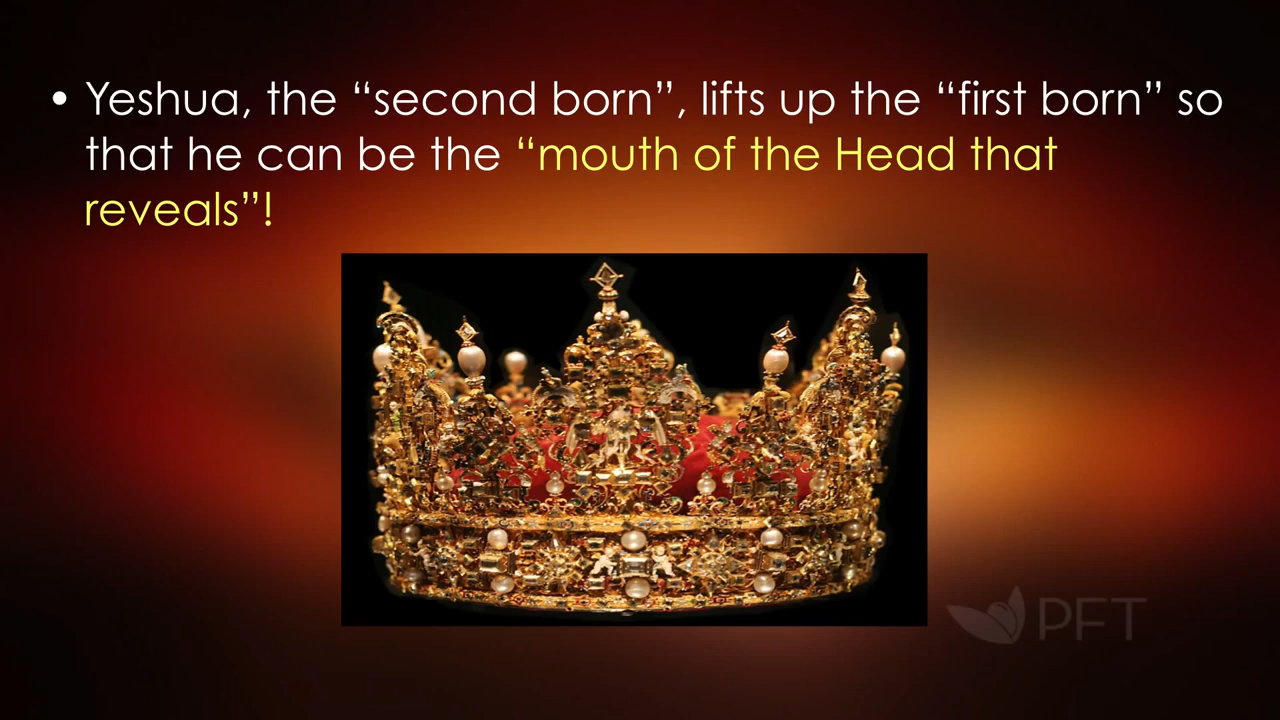 • Yeshua, the “second born”, lifts up the “first born” so
that he can be the “mouth of the Head that
reveals”!
PFT